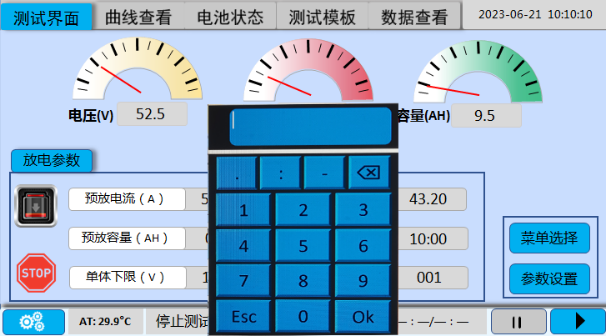 测试界面 曲线查看 电池状态 测试模板 数据查看 2023-06-21 10:10:10
电压(V) 52.5 容量(AH) 9.5
放电参数
预放电流（A） 5 43.20
预放容量（AH） 10:00
单体下限（V） 1 001
. : -
1 2 3
4 5 6
7 8 9
Esc 0 Ok
菜单选择
参数设置
STOP
AT: 29.9°C 停止测试 : —/— : —